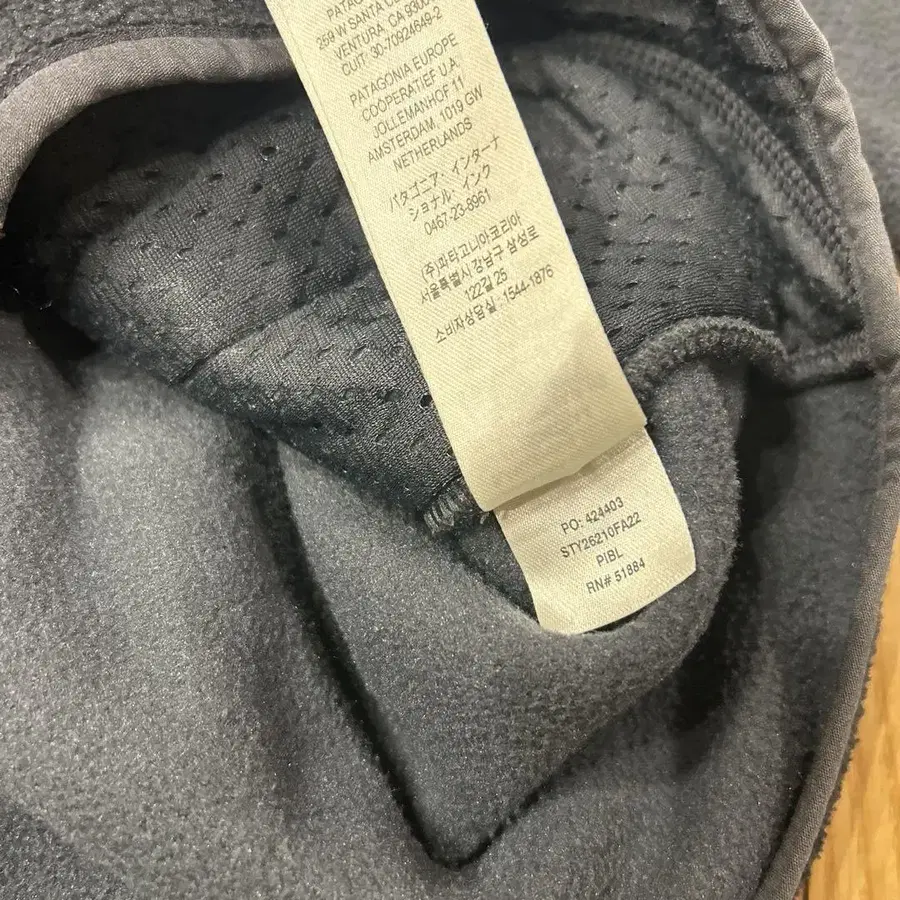 PATAGONIA
259 W SANTA C
VENTURA, CA 9300
CUIT: 30-70924649-2
PATAGONIA EUROPE
COÖPERATIEF U.A.
JOLLEMANHOF 11
AMSTERDAM, 1019 GW
NETHERLANDS
パタゴニア・インターナ
ショナル・インク
0467-23-8961
(주)파타고니아코리아
서울특별시 강남구 삼성로
122길 25
소비자상담실 : 1544-1876
PO: 424403
STY26210FA22
PIBL
RN# 51884